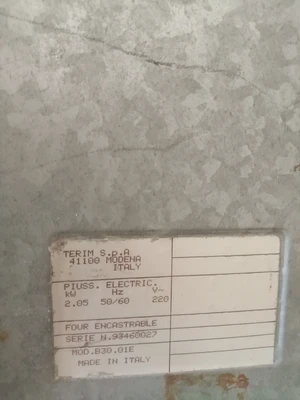 TERIM S.p.A
41100 MODENA
ITALY
PIUSS. ELECTRIC.
kW Hz V~
2.05 50/60 220
FOUR ENCASTRABLE
SERIE N.
MOD.B30.01E
MADE IN ITALY